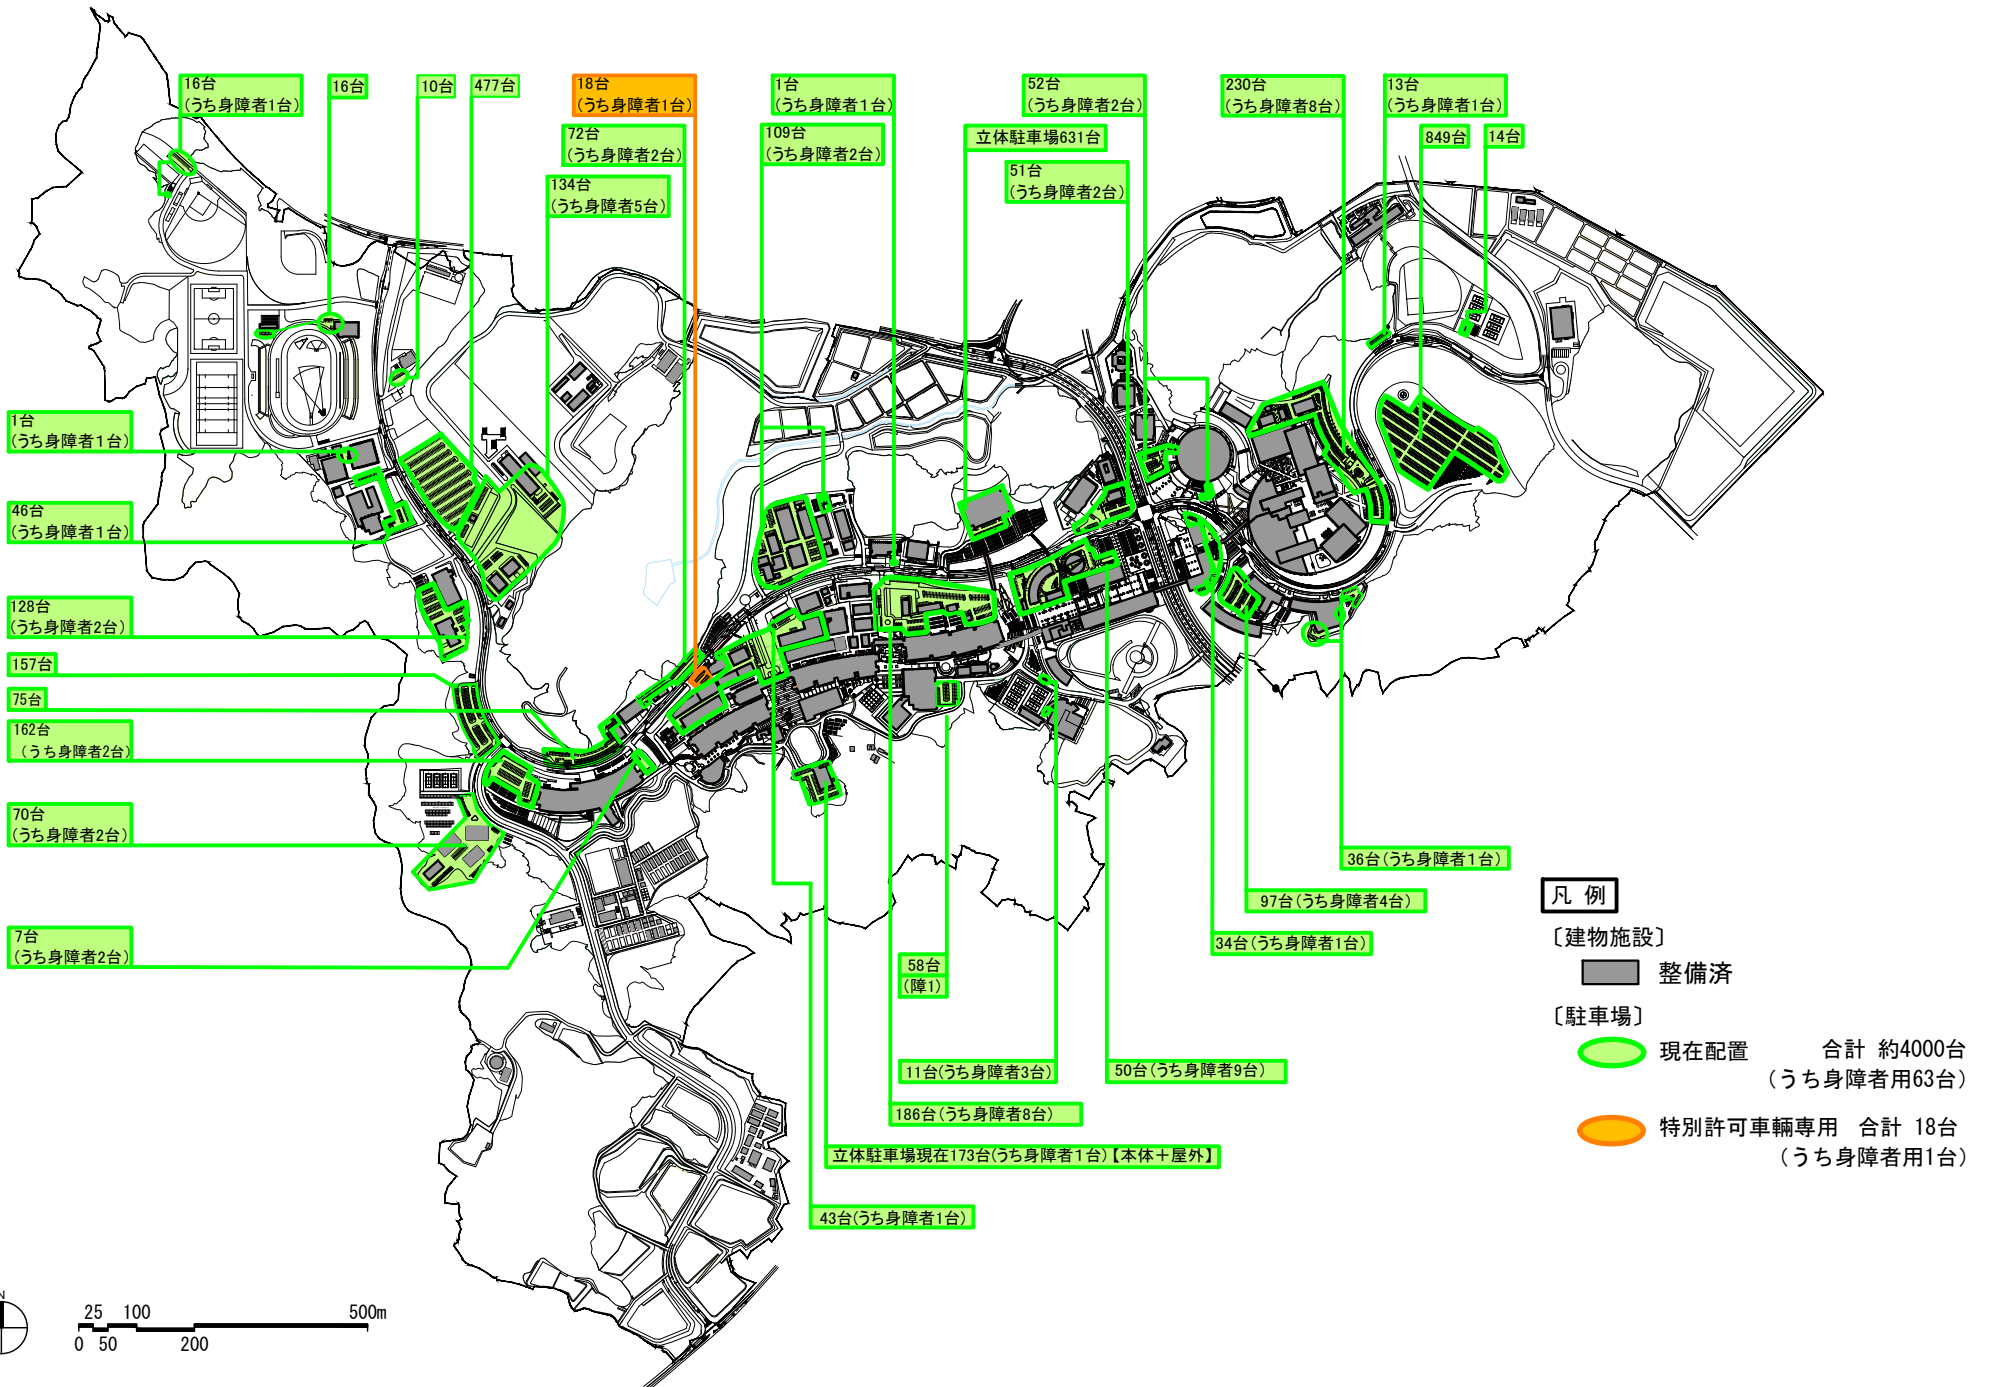 16台
(うち身障者1台)
16台
10台
477台
18台
(うち身障者1台)
72台
(うち身障者2台)
134台
(うち身障者5台)
1台
(うち身障者1台)
109台
(うち身障者2台)
立体駐車場631台
52台
(うち身障者2台)
51台
(うち身障者2台)
230台
(うち身障者8台)
13台
(うち身障者1台)
849台
14台
1台
(うち身障者1台)
46台
(うち身障者1台)
128台
(うち身障者2台)
157台
75台
162台
(うち身障者2台)
70台
(うち身障者2台)
7台
(うち身障者2台)
36台(うち身障者1台)
97台(うち身障者4台)
34台(うち身障者1台)
58台
(障1)
11台(うち身障者3台)
50台(うち身障者9台)
186台(うち身障者8台)
立体駐車場現在173台(うち身障者1台)【本体＋屋外】
43台(うち身障者1台)
凡 例
〔建物施設〕
整備済
〔駐車場〕
現在配置 合計 約4000台
(うち身障者用63台)
特別許可車輛専用 合計 18台
(うち身障者用1台)
N
25 100 500m
0 50 200